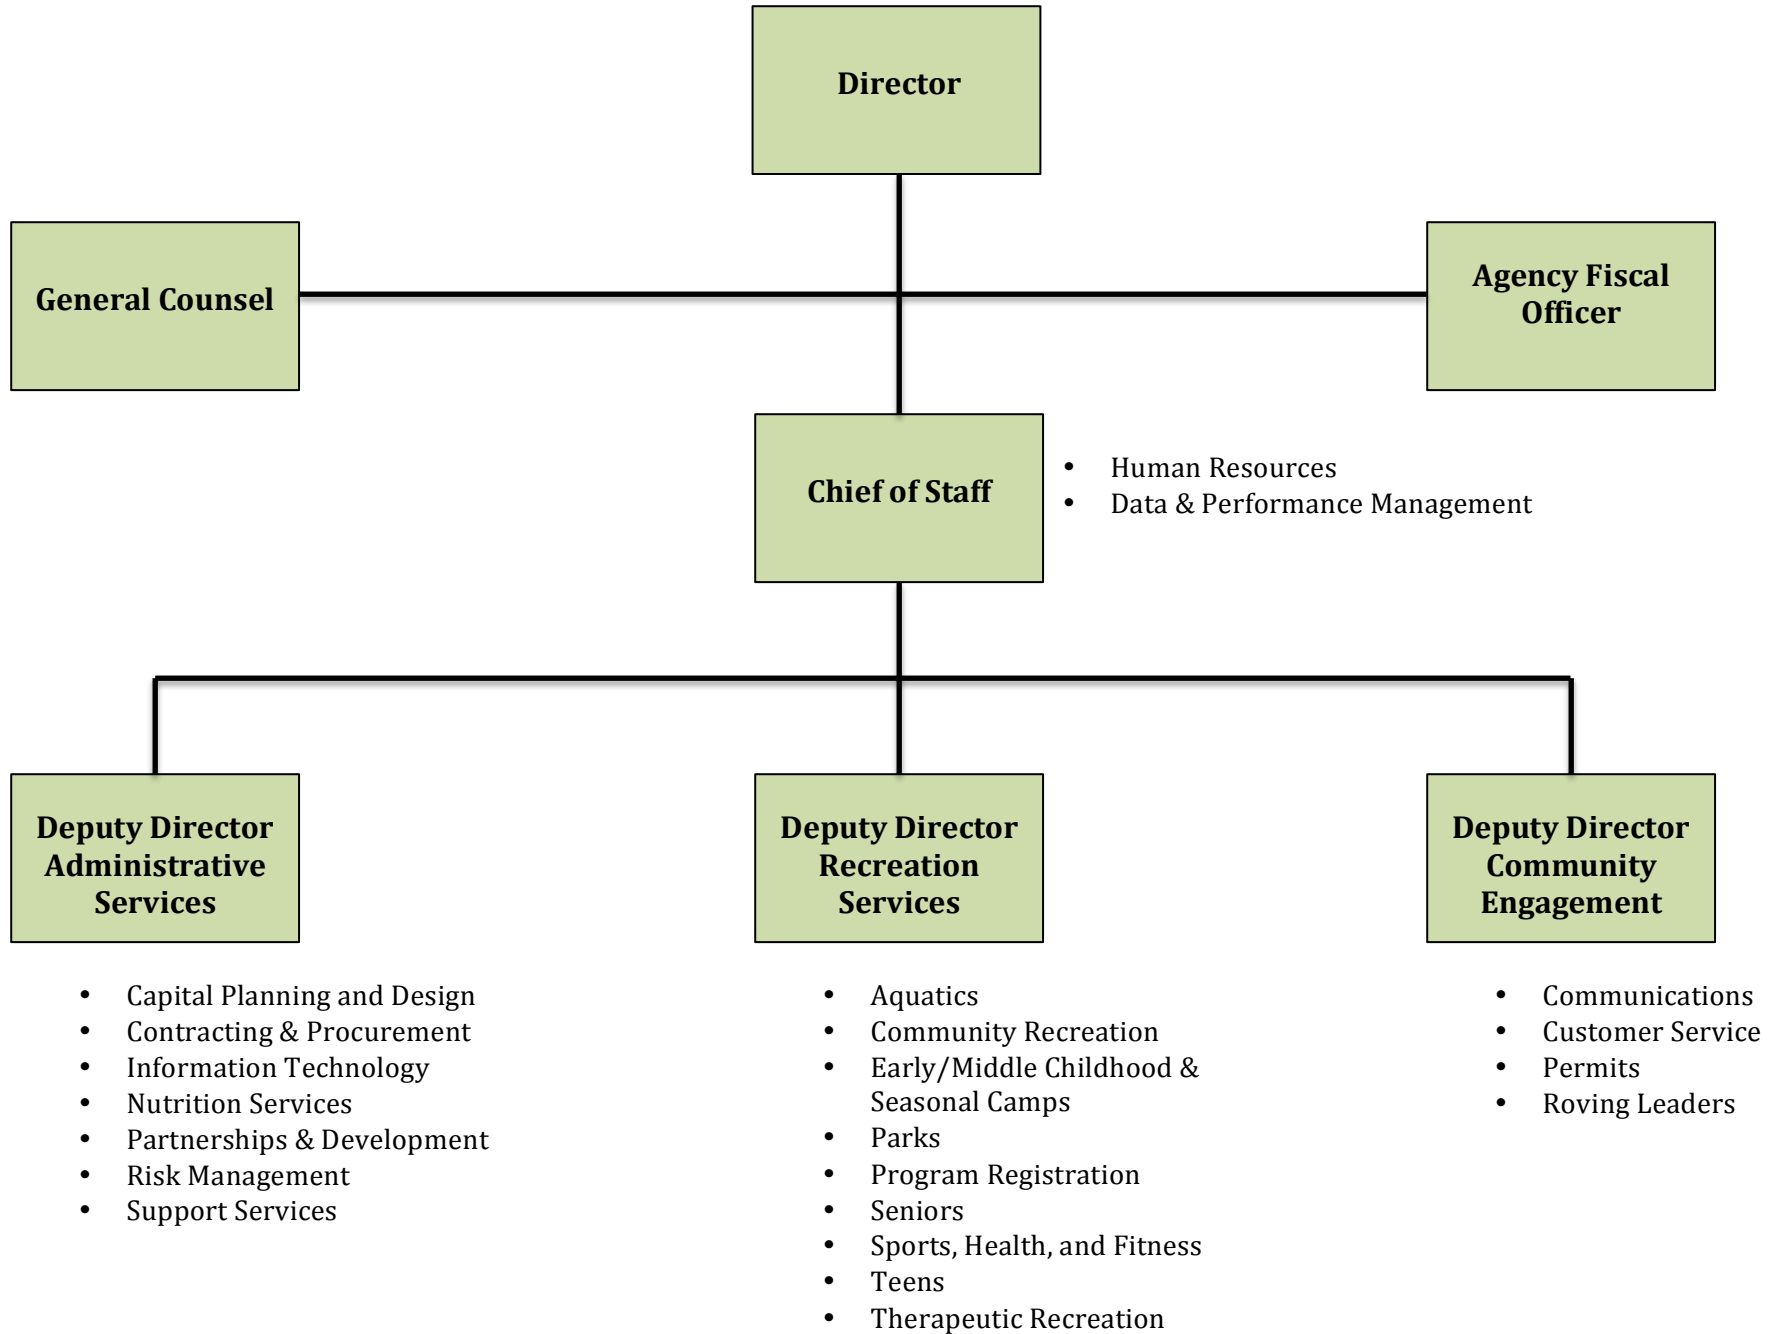 Director
General Counsel
Agency Fiscal
Officer
Chief of Staff
• Human Resources
• Data & Performance Management
Deputy Director
Administrative
Services
• Capital Planning and Design
• Contracting & Procurement
• Information Technology
• Nutrition Services
• Partnerships & Development
• Risk Management
• Support Services
Deputy Director
Recreation
Services
• Aquatics
• Community Recreation
• Early/Middle Childhood &
Seasonal Camps
• Parks
• Program Registration
• Seniors
• Sports, Health, and Fitness
• Teens
• Therapeutic Recreation
Deputy Director
Community
Engagement
• Communications
• Customer Service
• Permits
• Roving Leaders